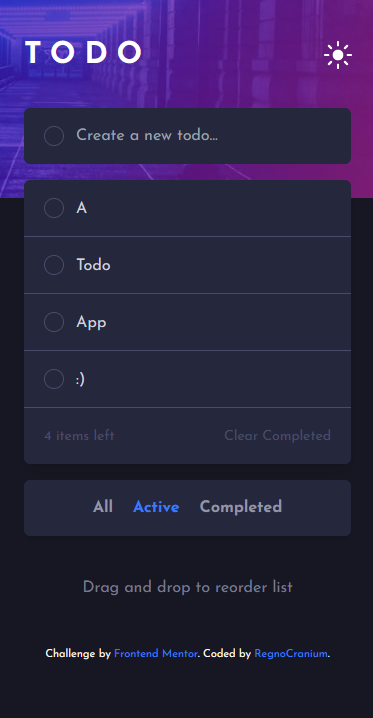 TODO
Create a new todo...
A
Todo
App
:)
4 items left Clear Completed
All Active Completed
Drag and drop to reorder list
Challenge by Frontend Mentor. Coded by RegnoCranium.